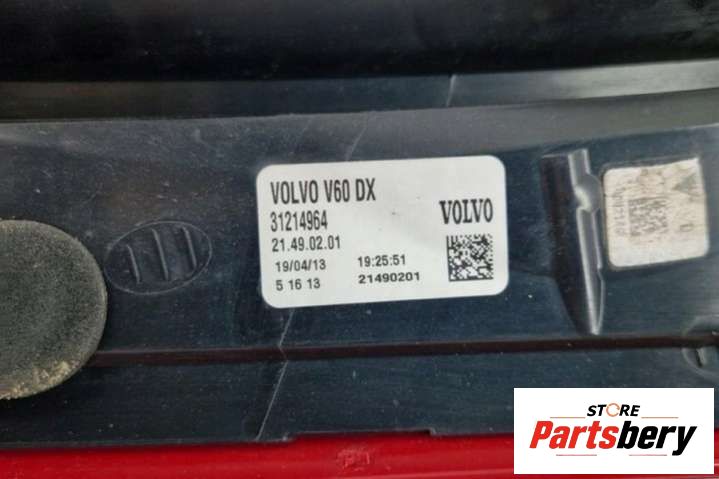 VOLVO V60 DX
31214964
VOLVO
21.49.02.01
19/04/13 19:25:51
5 16 13 21490201
STORE
Partsbery